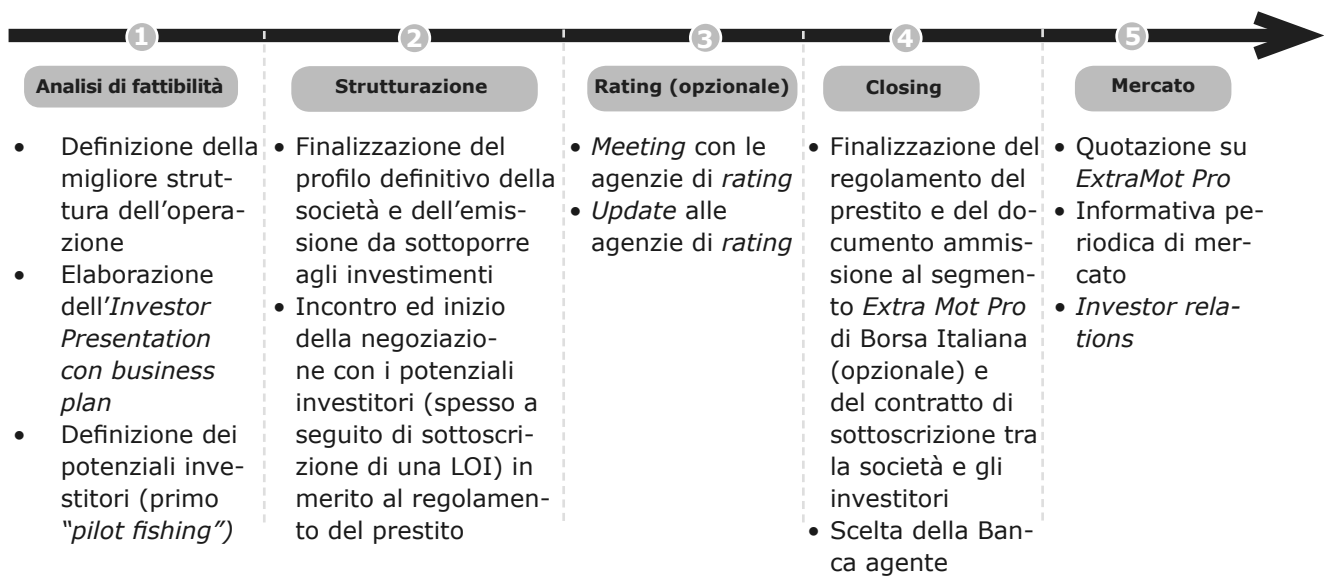 1
2
3
4
5
Analisi di fattibilità
Strutturazione
Rating (opzionale)
Closing
Mercato
• Definizione della
migliore strut-
tura dell'opera-
zione
• Elaborazione
dell'Investor
Presentation
con business
plan
• Definizione dei
potenziali inve-
stitori (primo
“pilot fishing”)
• Finalizzazione del
profilo definitivo della
società e dell'emis-
sione da sottoporre
agli investimenti
• Incontro ed inizio
della negoziazio-
ne con i potenziali
investitori (spesso a
seguito di sottoscri-
zione di una LOI) in
merito al regolamen-
to del prestito
• Meeting con le
agenzie di rating
• Update alle
agenzie di rating
• Finalizzazione del
regolamento del
prestito e del do-
cumento ammis-
sione al segmen-
to Extra Mot Pro
di Borsa Italiana
(opzionale) e
del contratto di
sottoscrizione tra
la società e gli
investitori
• Scelta della Ban-
ca agente
• Quotazione su
ExtraMot Pro
• Informativa pe-
riodica di mer-
cato
• Investor rela-
tions